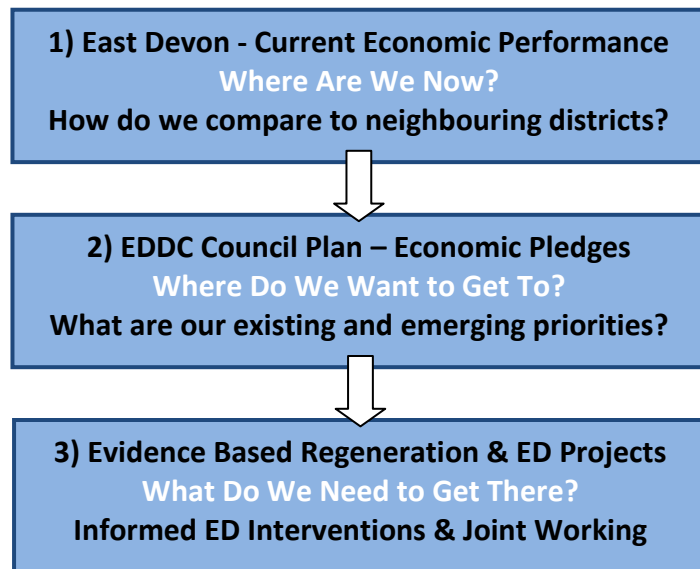 1) East Devon - Current Economic Performance
Where Are We Now?
How do we compare to neighbouring districts?
2) EDDC Council Plan – Economic Pledges
Where Do We Want to Get To?
What are our existing and emerging priorities?
3) Evidence Based Regeneration & ED Projects
What Do We Need to Get There?
Informed ED Interventions & Joint Working